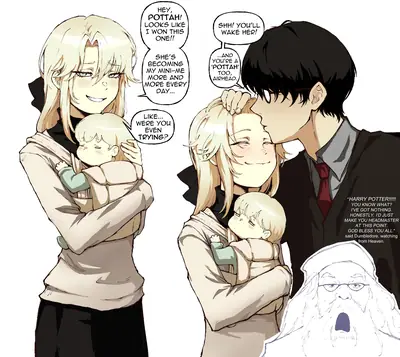 HEY,
POTTAH!
LOOKS LIKE
I WON THIS
ONE!!
SHE'S
BECOMING
MY MINI-ME
MORE AND
MORE EVERY
DAY...
LIKE...
WERE YOU
EVEN
TRYING?
SHH! YOU'LL
WAKE HER!
...AND
YOU'RE A
'POTTAH'
TOO,
AIRHEAD.
"HARRY POTTER!!!!!!
YOU KNOW WHAT?
I'VE GOT NOTHING
HONESTLY. I'D JUST
MAKE YOU HEADMASTER
AT THIS POINT.
GOD BLESS YOU ALL."
said Dumbledore, watching
from Heaven.